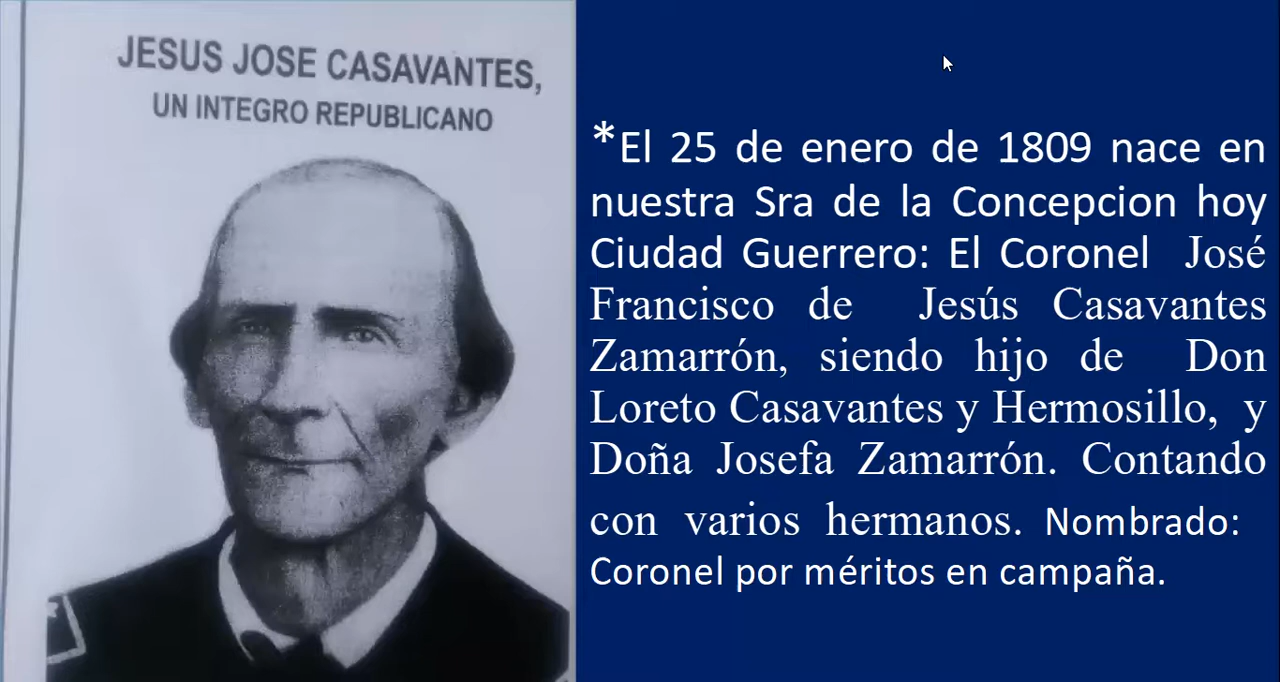 JESUS JOSE CASAVANTES,
UN INTEGRO REPUBLICANO
*El 25 de enero de 1809 nace en
nuestra Sra de la Concepcion hoy
Ciudad Guerrero: El Coronel José
Francisco de Jesús Casavantes
Zamarrón, siendo hijo de Don
Loreto Casavantes y Hermosillo, y
Doña Josefa Zamarrón. Contando
con varios hermanos. Nombrado:
Coronel por méritos en campaña.